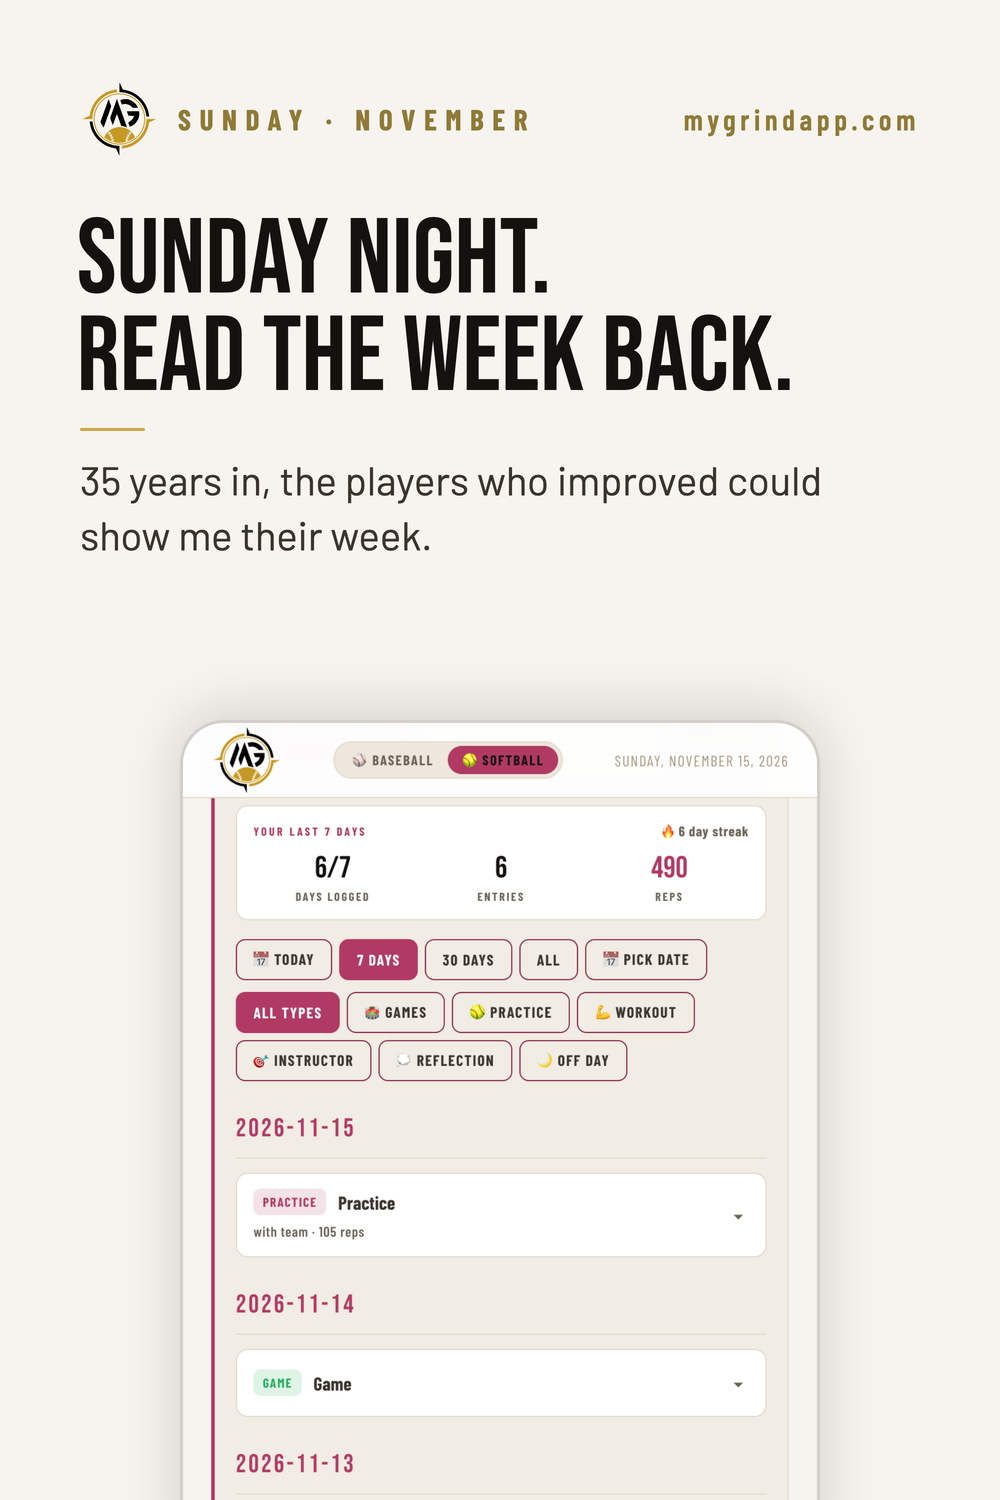 MG
SUNDAY · NOVEMBER
mygrindapp.com
SUNDAY NIGHT.
READ THE WEEK BACK.
35 years in, the players who improved could
show me their week.
MG
BASEBALL
SOFTBALL
SUNDAY, NOVEMBER 15, 2026
YOUR LAST 7 DAYS
🔥 6 day streak
6/7
DAYS LOGGED
6
ENTRIES
490
REPS
📅 TODAY
7 DAYS
30 DAYS
ALL
📅 PICK DATE
ALL TYPES
GAMES
PRACTICE
WORKOUT
INSTRUCTOR
REFLECTION
OFF DAY
2026-11-15
PRACTICE Practice
with team · 105 reps
2026-11-14
GAME Game
2026-11-13